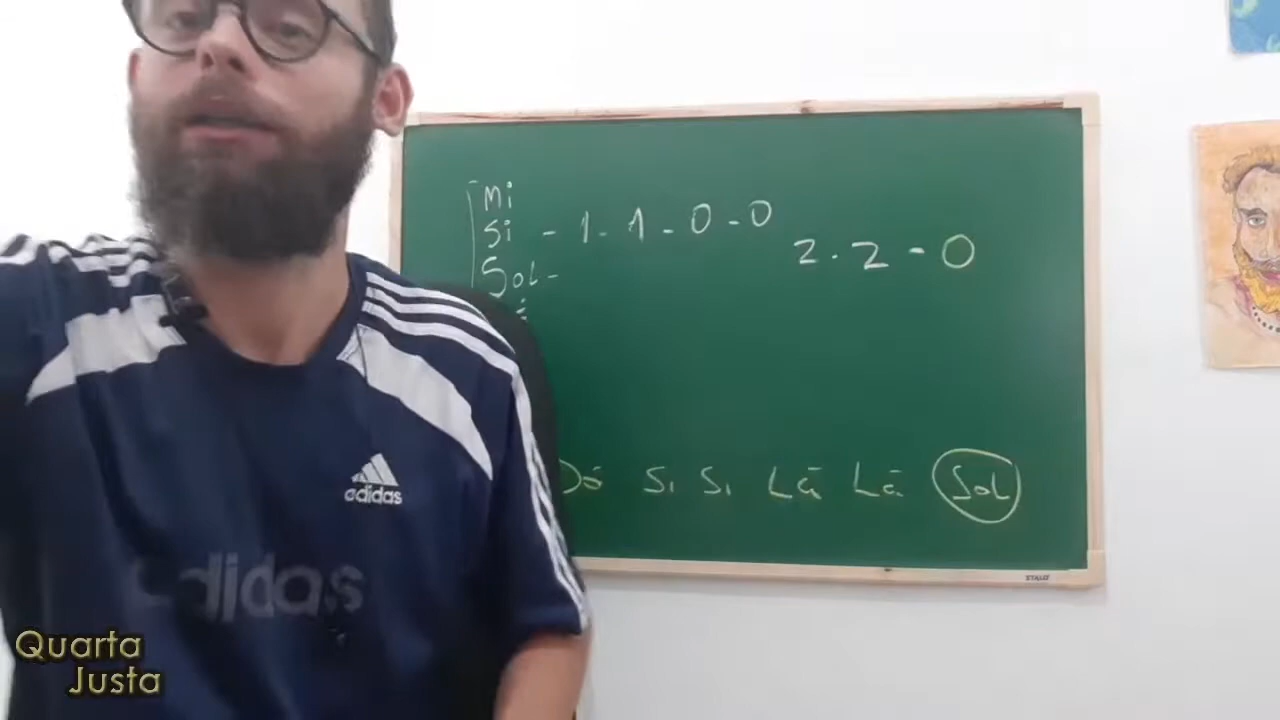 Mi
Si - 1 - 1 - 0 - 0
2 - 2 - 0
Sol -
Dó Si Si Lá Lá Sol
STALO
adidas
adidas
Quarta
Justa